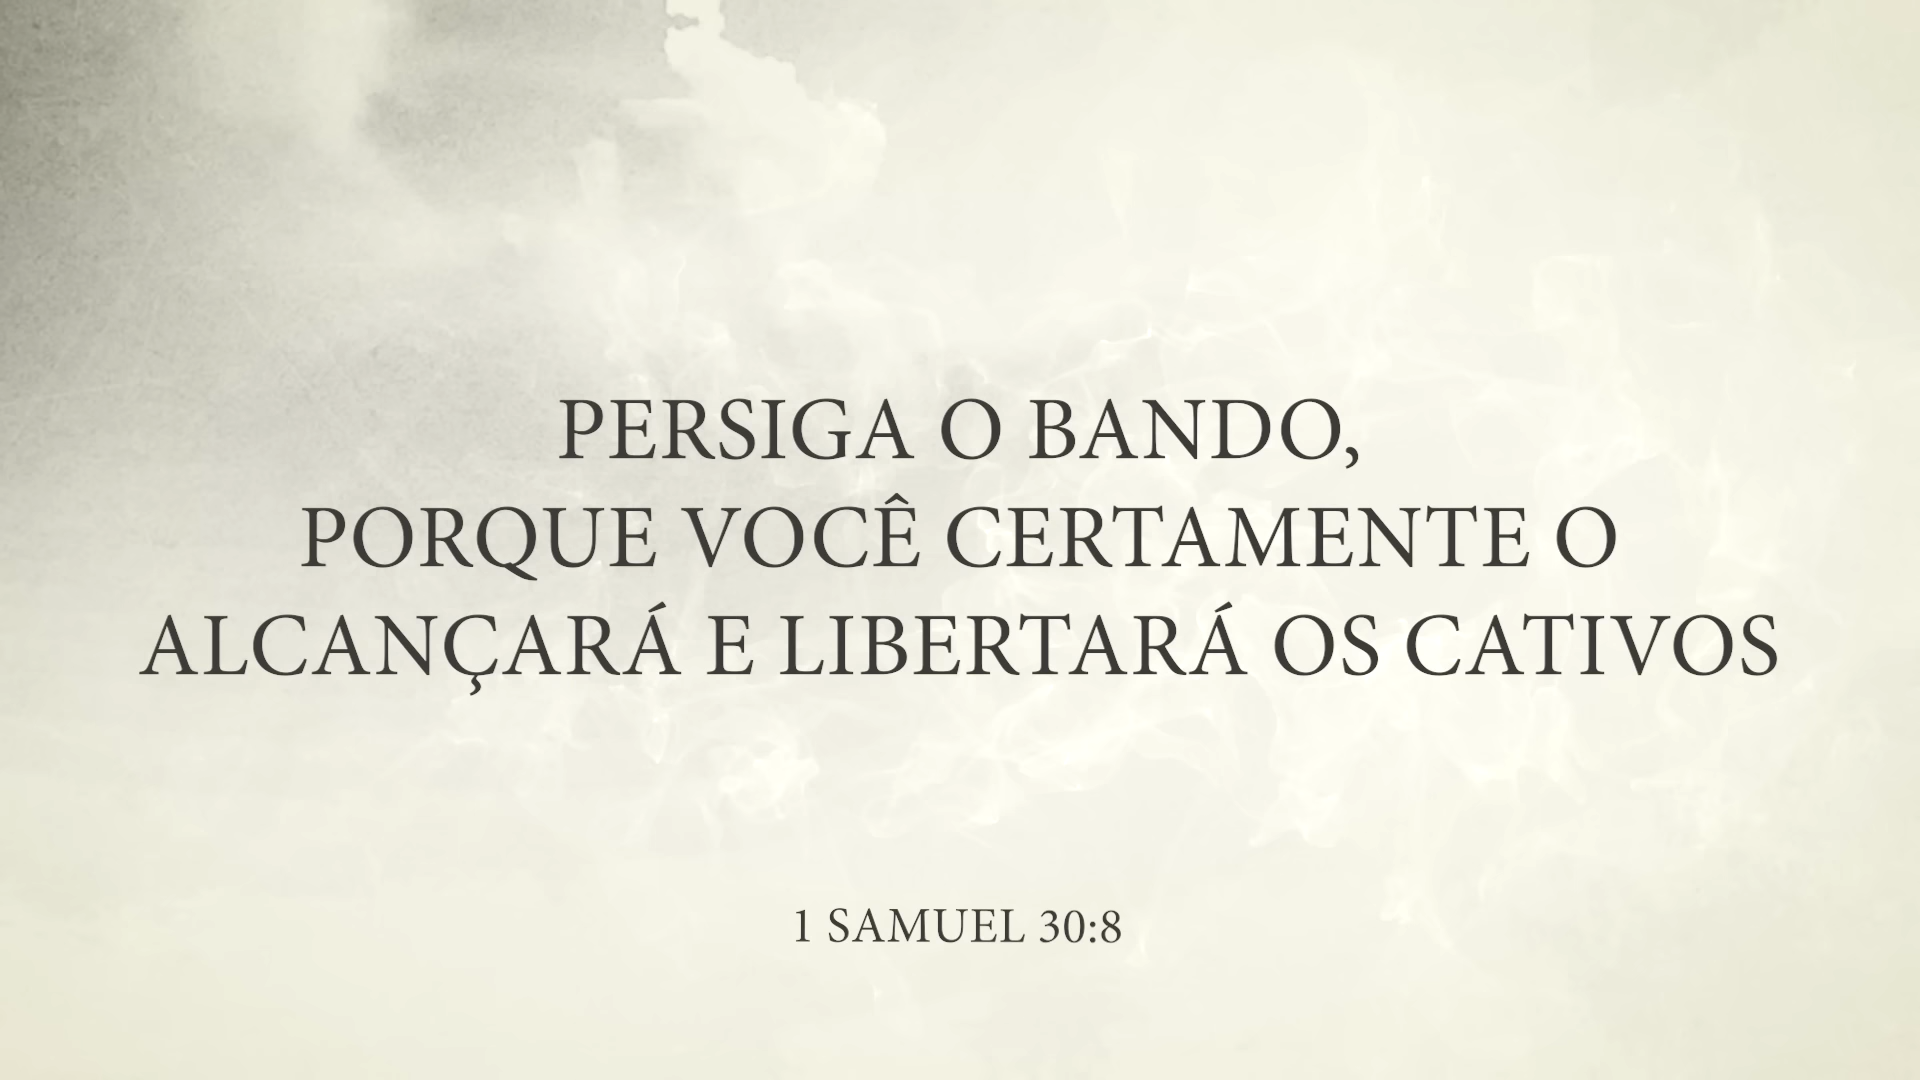 PERSIGA O BANDO,
PORQUE VOCÊ CERTAMENTE O
ALCANÇARÁ E LIBERTARÁ OS CATIVOS
1 SAMUEL 30:8